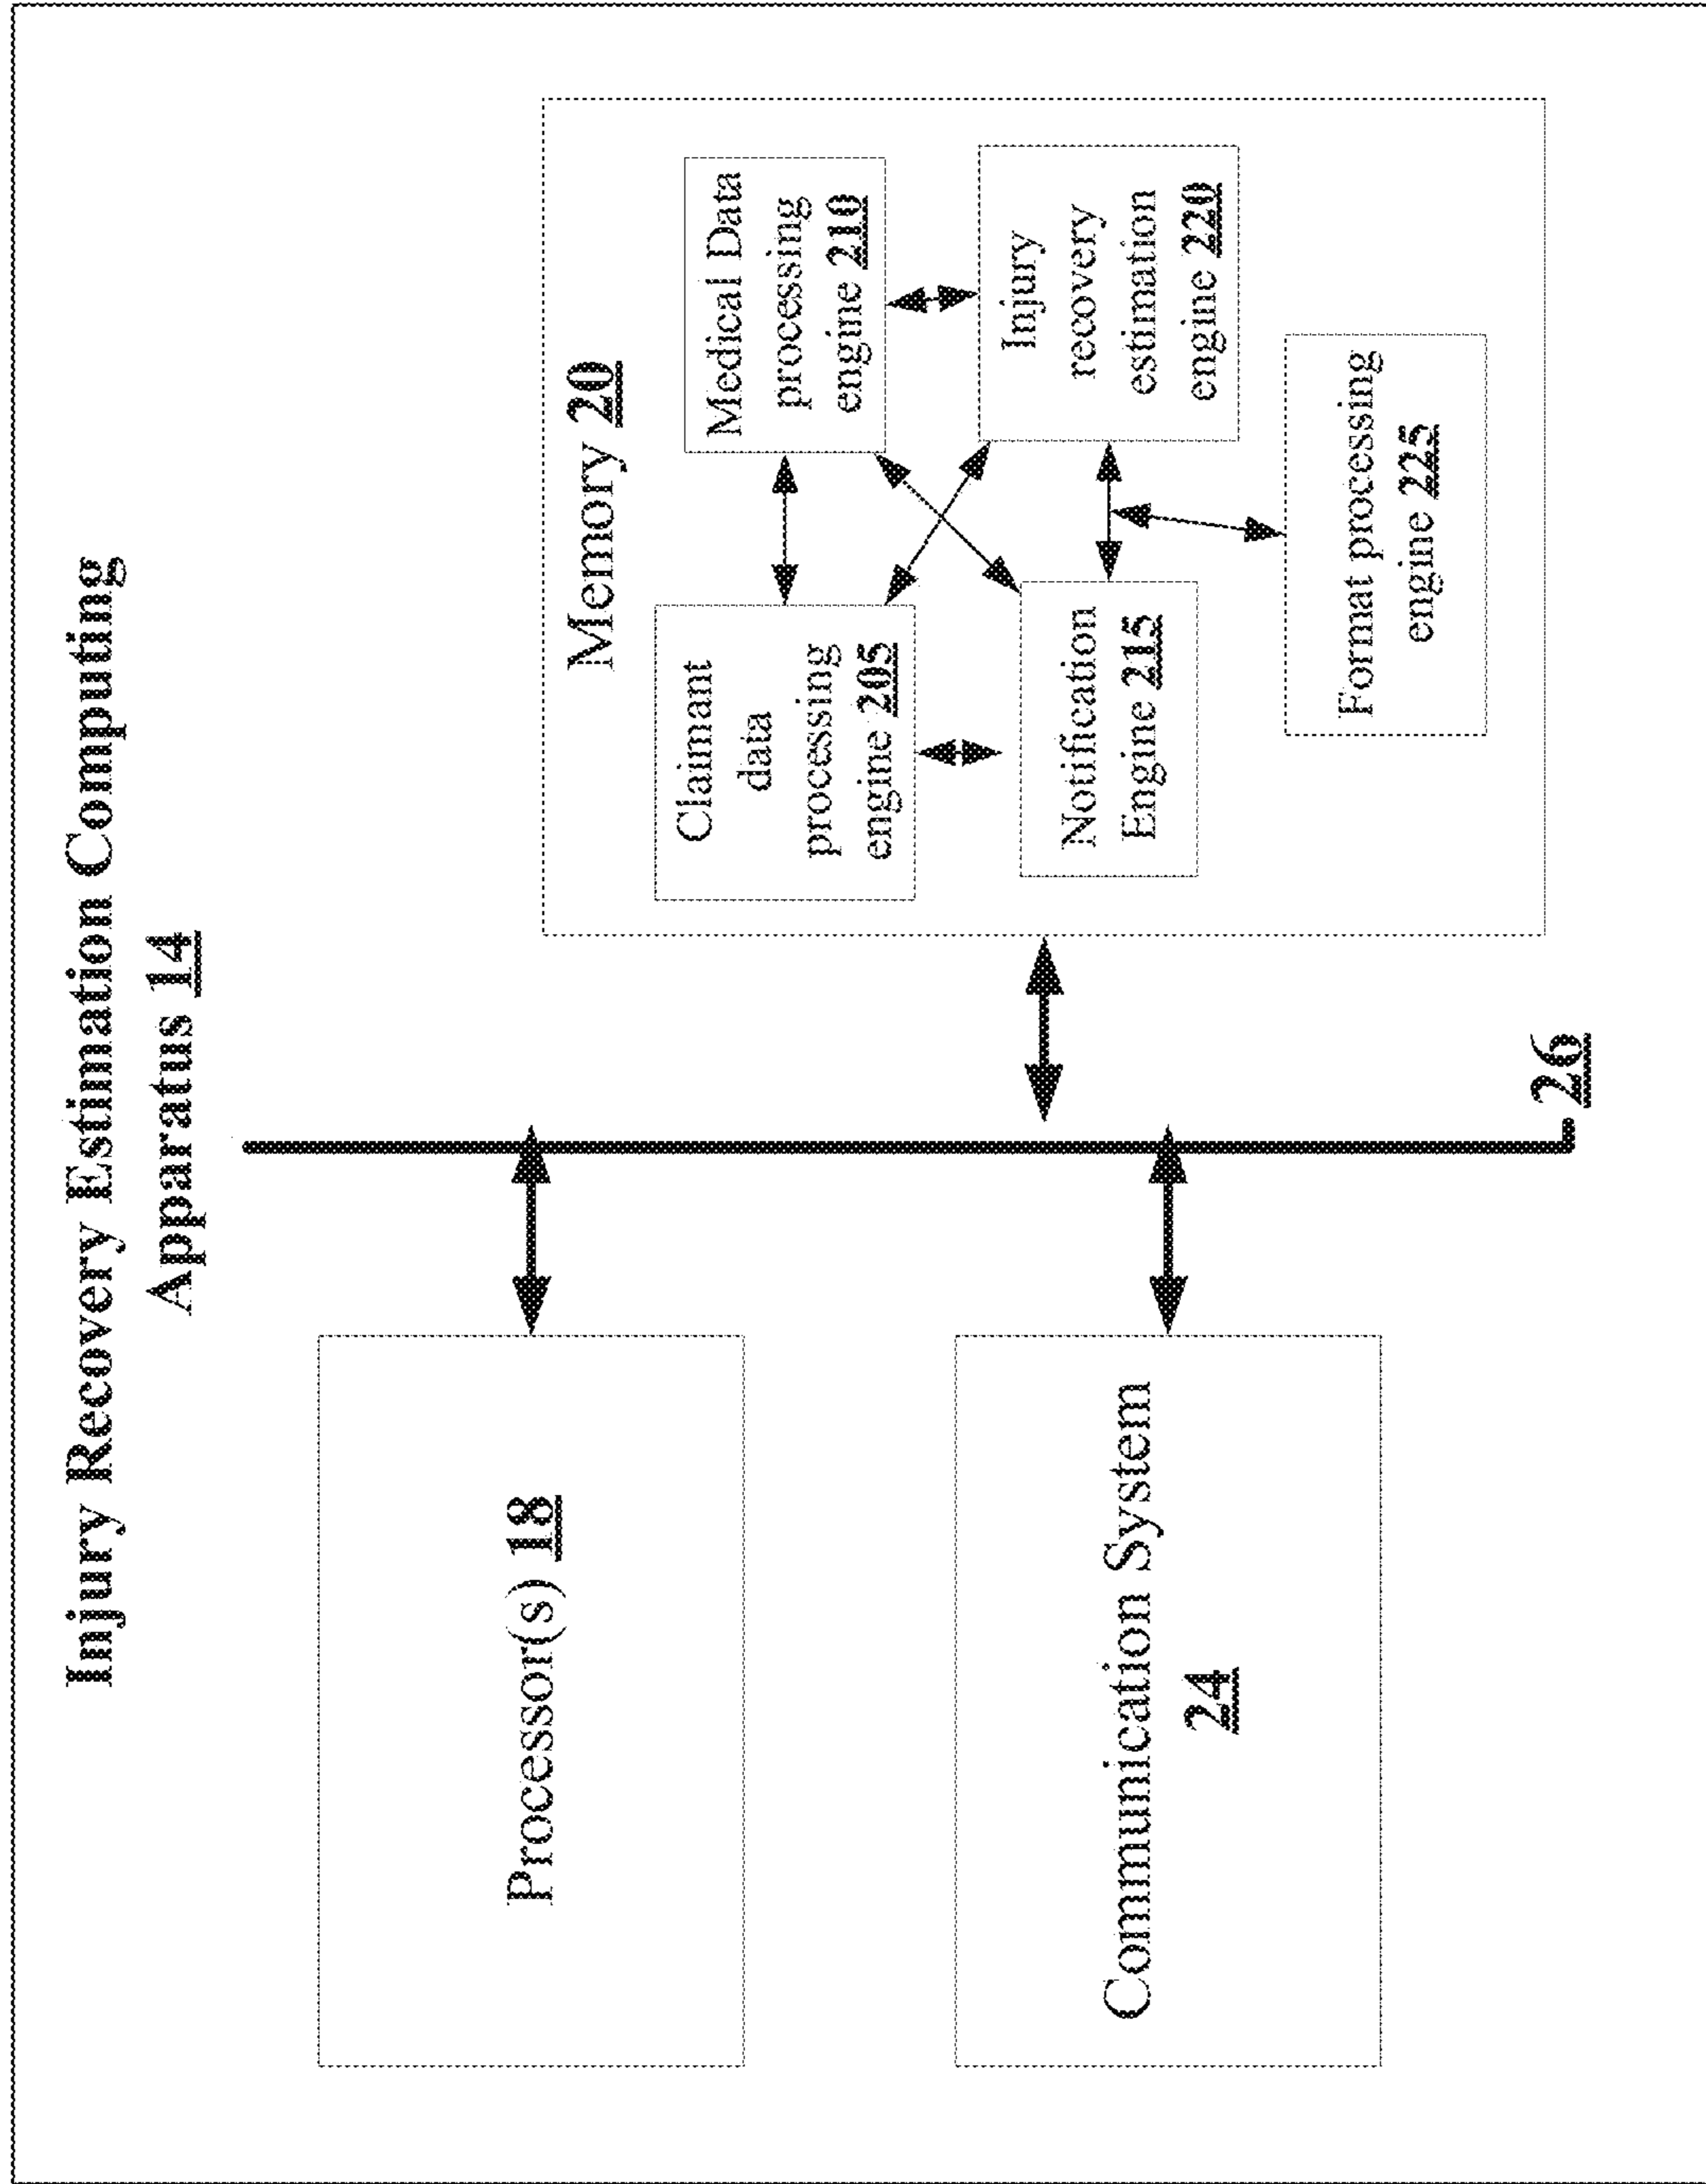 Injury Recovery Estimation Computing
Apparatus 14
Processor(s) 18
Communication System
24
26
Memory 20
Claimant
data
processing
engine 205
Medical Data
processing
engine 210
Notification
Engine 215
Injury
recovery
estimation
engine 220
Format processing
engine 225